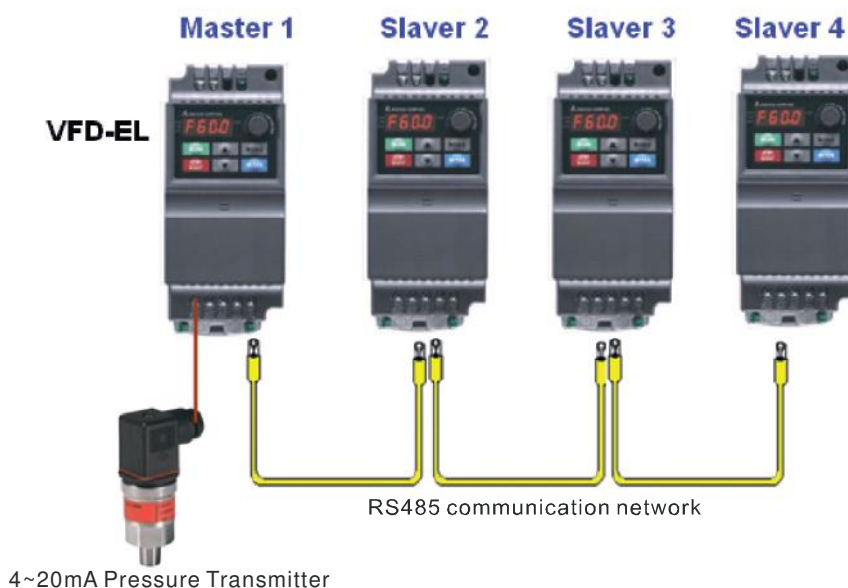 Master 1 Slaver 2 Slaver 3 Slaver 4
VFD-EL
F60.0 F60.0 F60.0 F60.0
RS485 communication network
4~20mA Pressure Transmitter